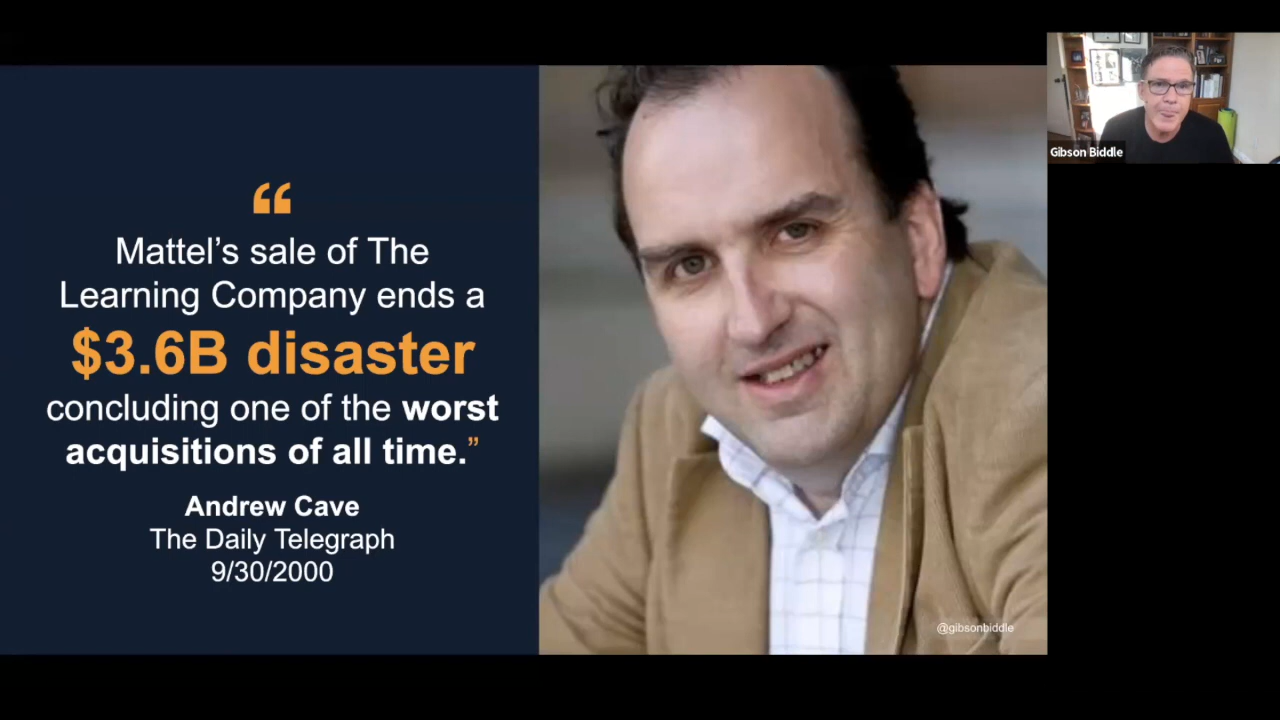 “
Mattel’s sale of The
Learning Company ends a
$3.6B disaster
concluding one of the worst
acquisitions of all time.”
Andrew Cave
The Daily Telegraph
9/30/2000
@gibsonbiddle
Gibson Biddle